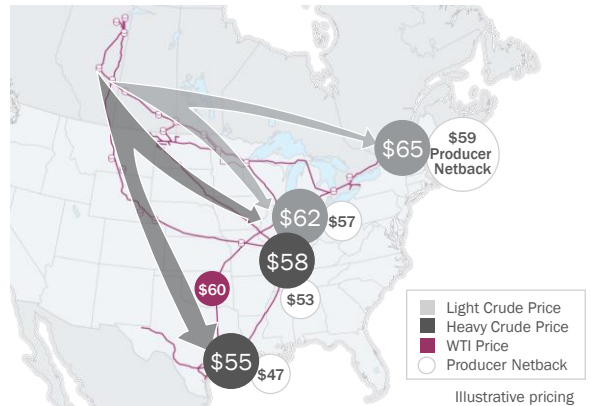 $65
$59
Producer
Netback
$62
$57
$58
$60
$53
$55
$47
Light Crude Price
Heavy Crude Price
WTI Price
Producer Netback
Illustrative pricing